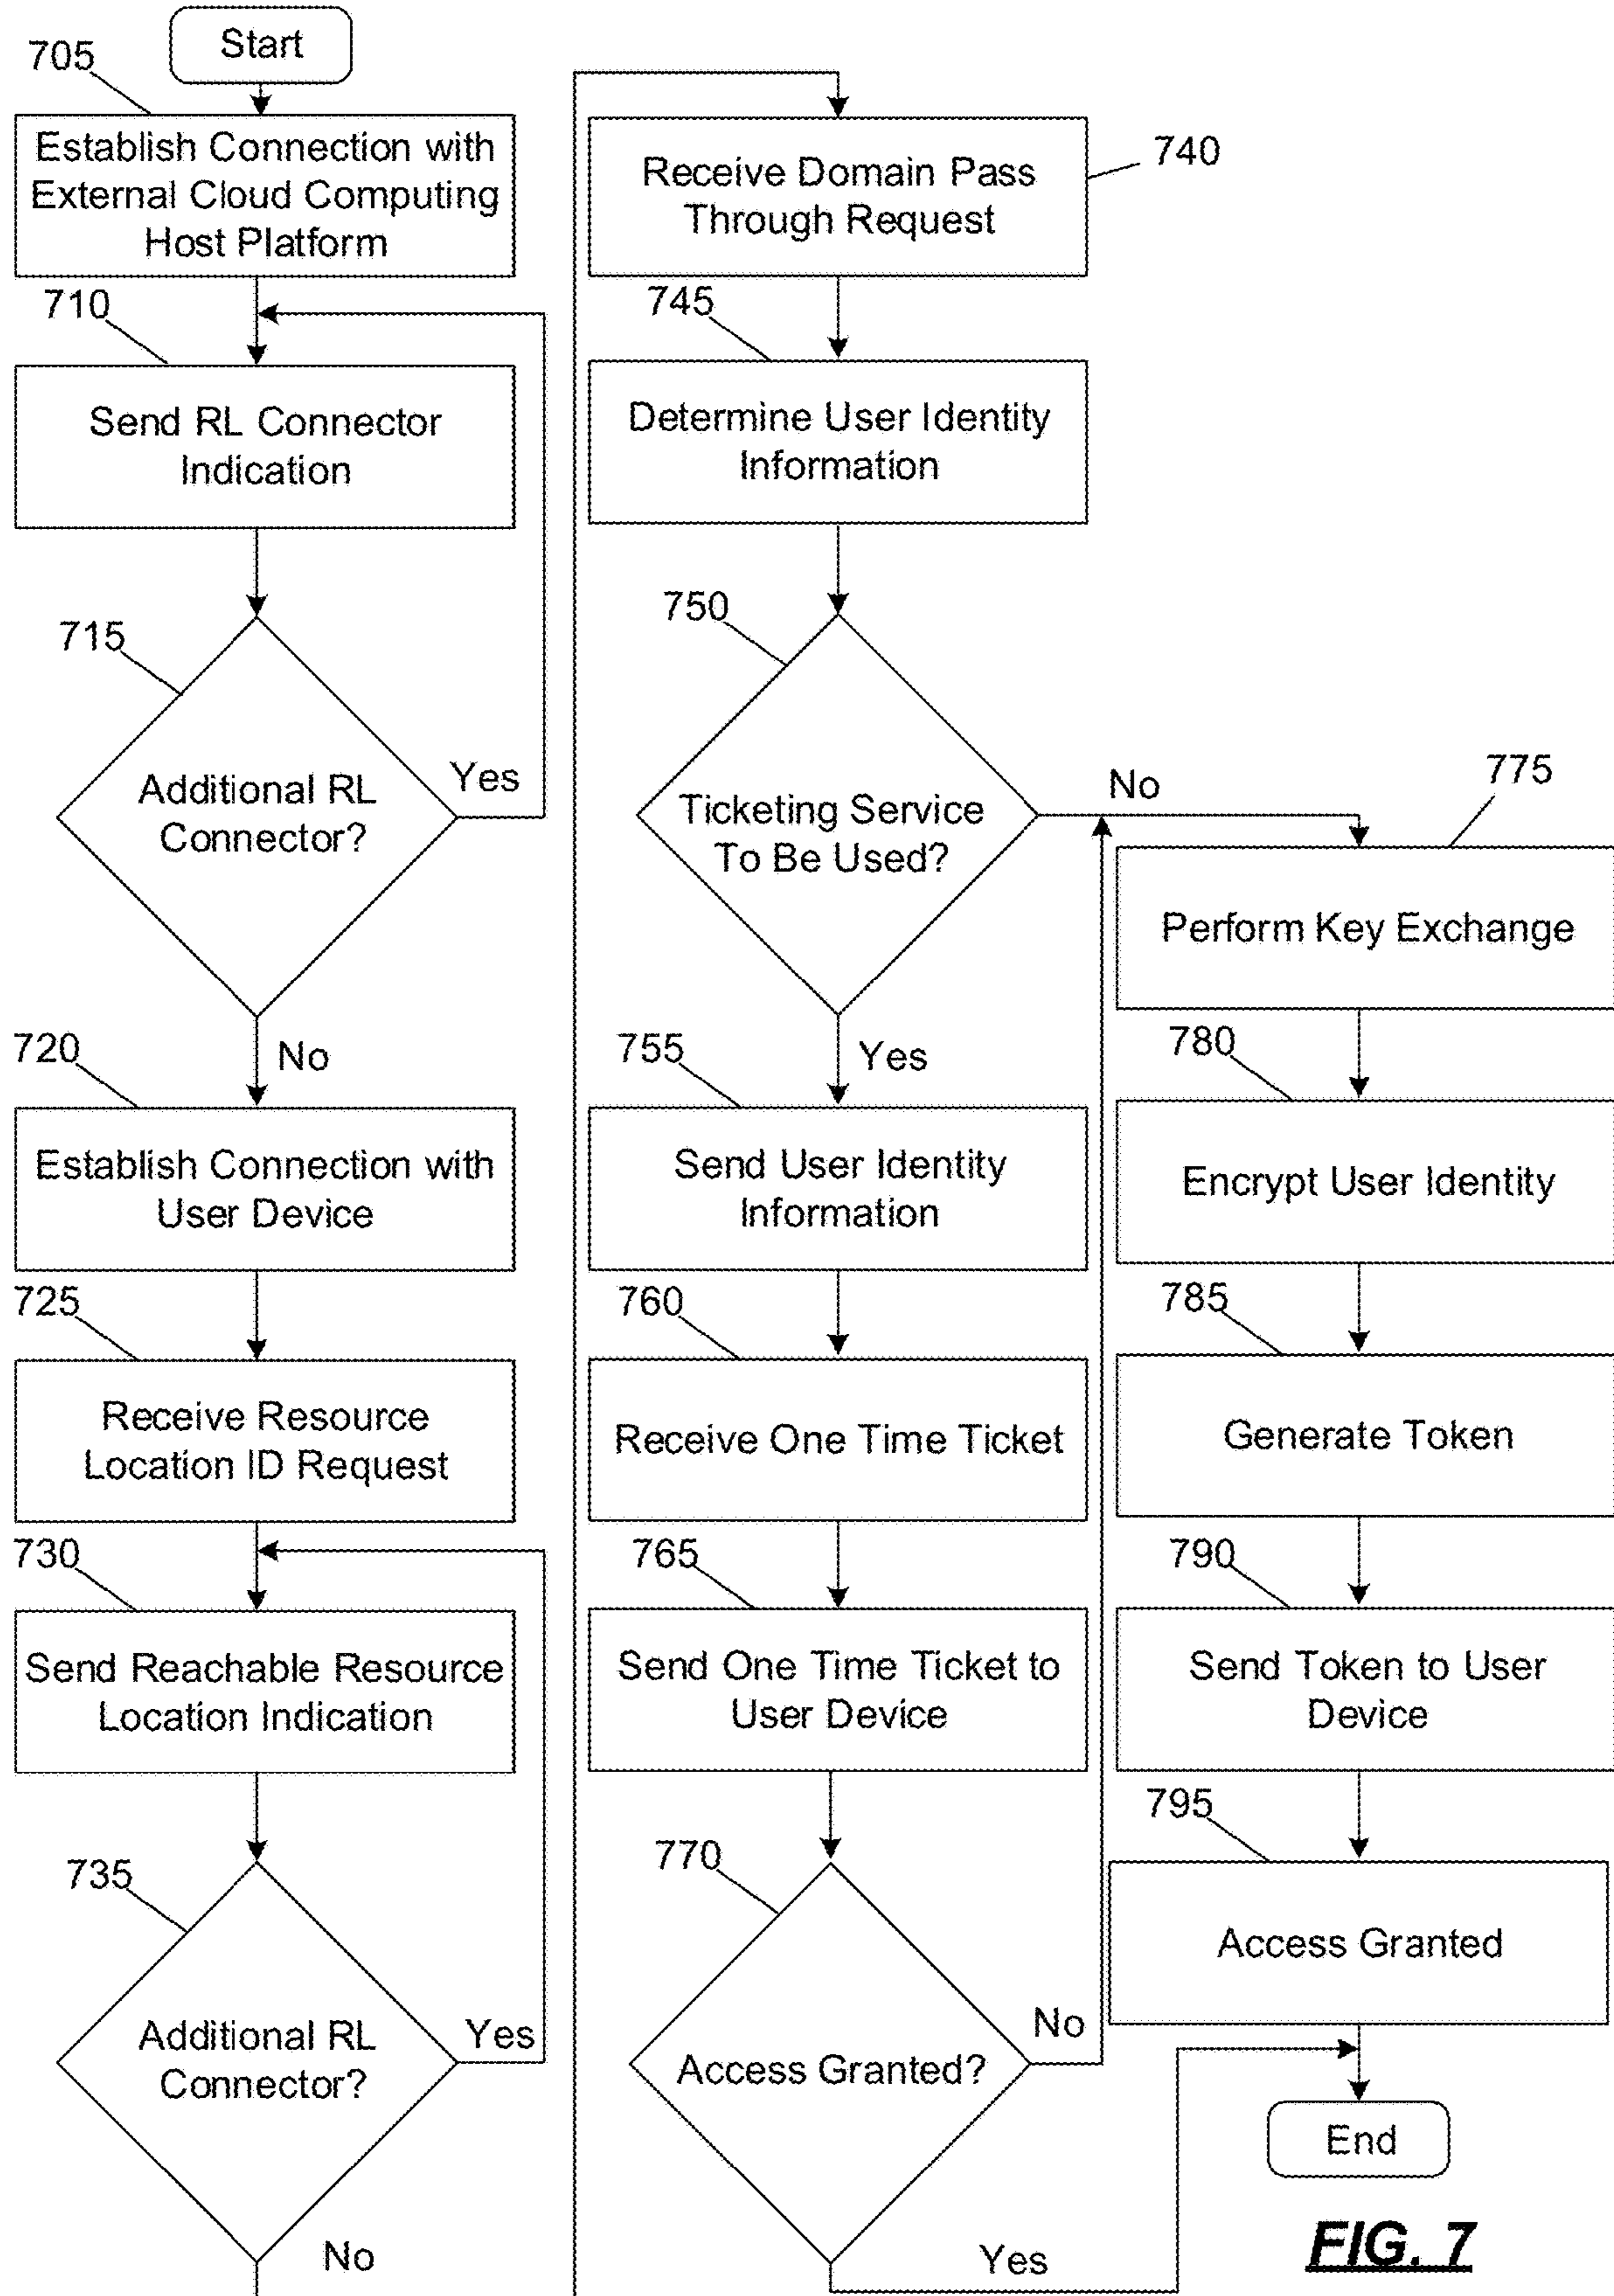 Start
705
Establish Connection with
External Cloud Computing
Host Platform
710
Send RL Connector
Indication
715
Additional RL
Connector?
Yes
No
720
Establish Connection with
User Device
725
Receive Resource
Location ID Request
730
Send Reachable Resource
Location Indication
735
Additional RL
Connector?
Yes
No
740
Receive Domain Pass
Through Request
745
Determine User Identity
Information
750
Ticketing Service
To Be Used?
No
Yes
755
Send User Identity
Information
760
Receive One Time Ticket
765
Send One Time Ticket to
User Device
770
Access Granted?
No
Yes
775
Perform Key Exchange
780
Encrypt User Identity
785
Generate Token
790
Send Token to User
Device
795
Access Granted
End
FIG. 7